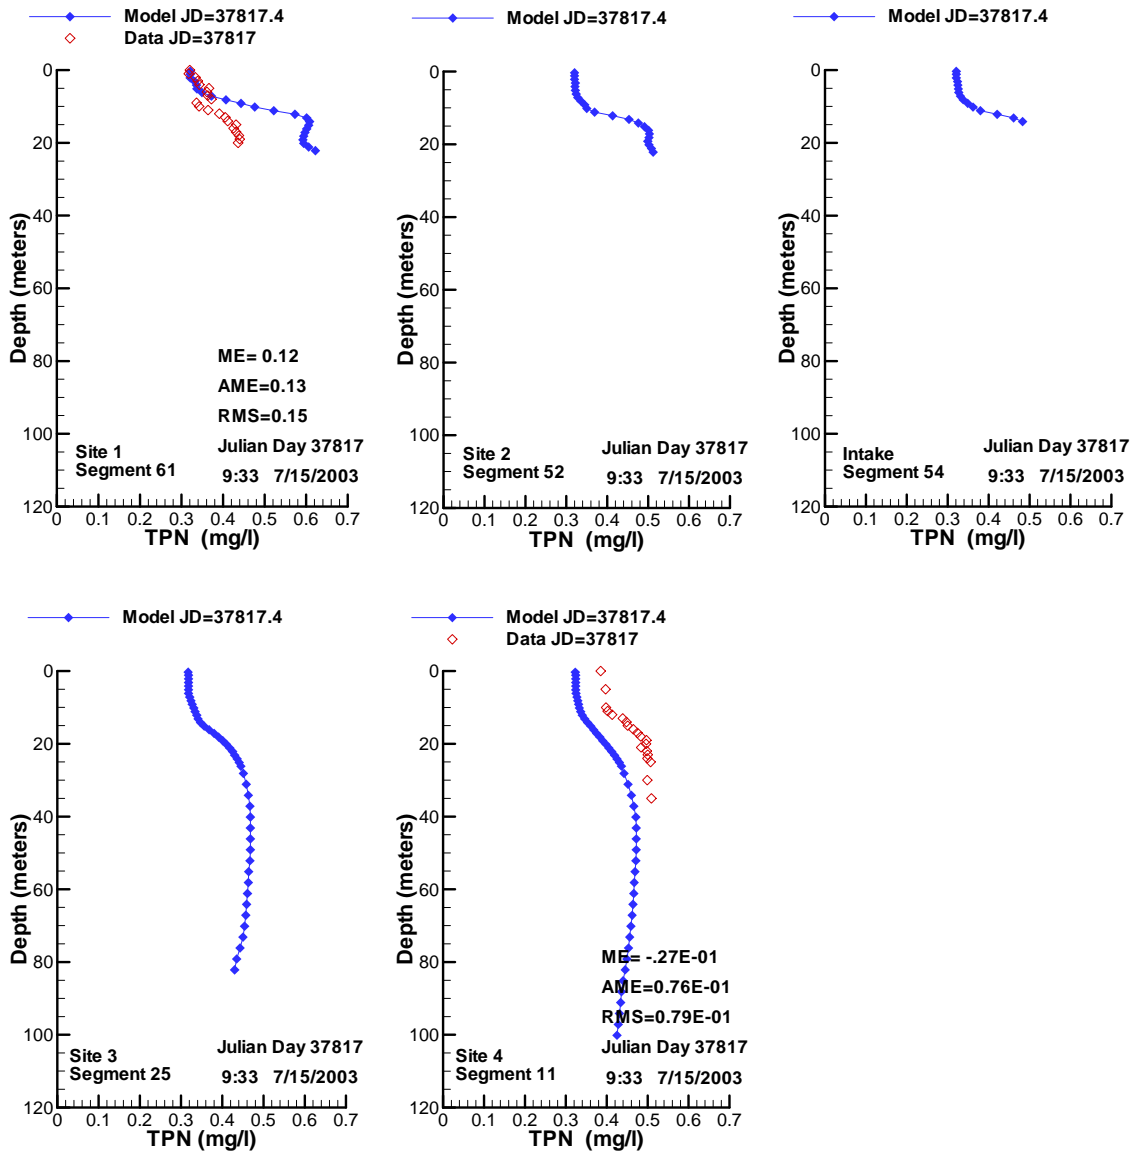 Model JD=37817.4
Data JD=37817
0
20
40
60
80
100
120
Depth (meters)
ME= 0.12
AME=0.13
RMS=0.15
Site 1
Segment 61
Julian Day 37817
9:33 7/15/2003
0 0.1 0.2 0.3 0.4 0.5 0.6 0.7
TPN (mg/l)
Model JD=37817.4
0
20
40
60
80
100
120
Depth (meters)
Site 2
Segment 52
Julian Day 37817
9:33 7/15/2003
0 0.1 0.2 0.3 0.4 0.5 0.6 0.7
TPN (mg/l)
Model JD=37817.4
0
20
40
60
80
100
120
Depth (meters)
Intake
Segment 54
Julian Day 37817
9:33 7/15/2003
0 0.1 0.2 0.3 0.4 0.5 0.6 0.7
TPN (mg/l)
Model JD=37817.4
0
20
40
60
80
100
120
Depth (meters)
Site 3
Segment 25
Julian Day 37817
9:33 7/15/2003
0 0.1 0.2 0.3 0.4 0.5 0.6 0.7
TPN (mg/l)
Model JD=37817.4
Data JD=37817
0
20
40
60
80
100
120
Depth (meters)
ME= -.27E-01
AME=0.76E-01
RMS=0.79E-01
Site 4
Segment 11
Julian Day 37817
9:33 7/15/2003
0 0.1 0.2 0.3 0.4 0.5 0.6 0.7
TPN (mg/l)